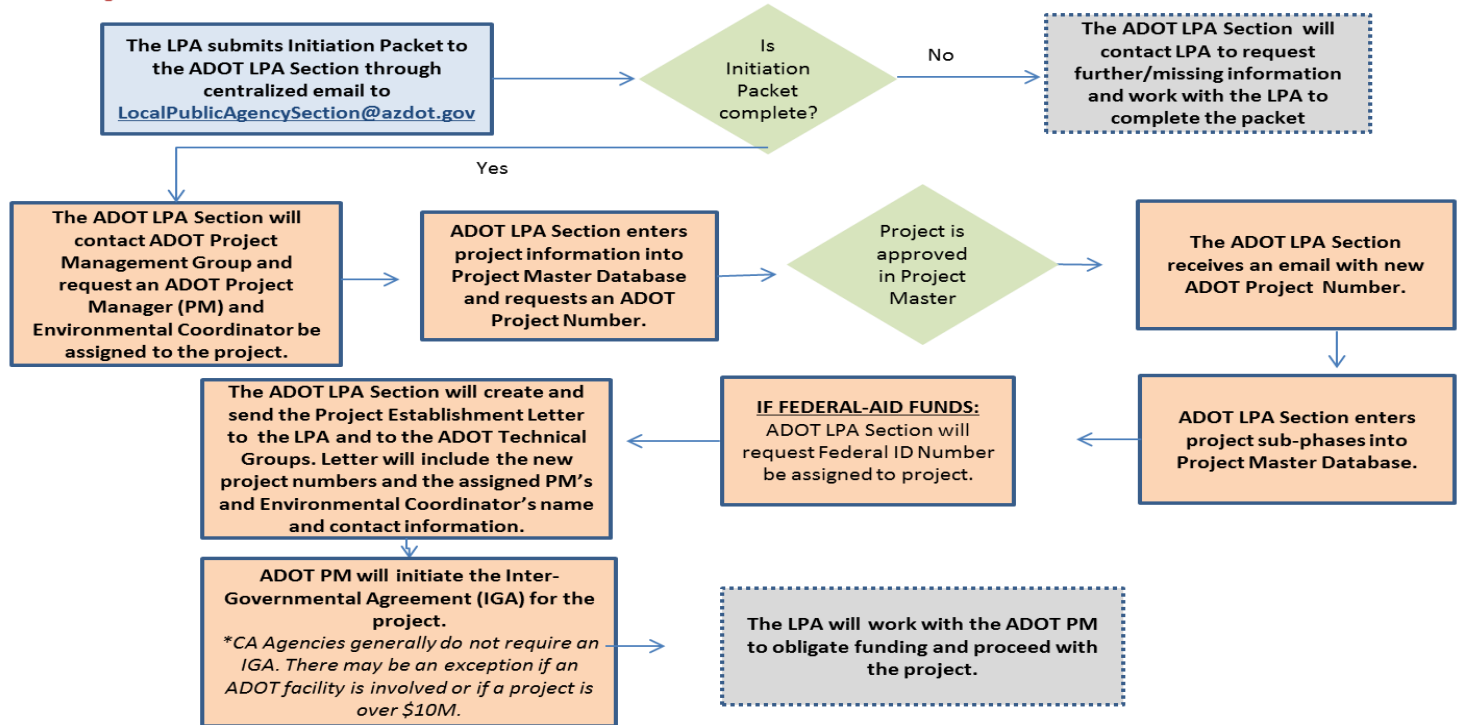 The LPA submits Initiation Packet to
the ADOT LPA Section through
centralized email to
LocalPublicAgencySection@azdot.gov
Is
Initiation
Packet
complete?
No
The ADOT LPA Section will
contact LPA to request
further/missing information
and work with the LPA to
complete the packet
Yes
The ADOT LPA Section will
contact ADOT Project
Management Group and
request an ADOT Project
Manager (PM) and
Environmental Coordinator be
assigned to the project.
ADOT LPA Section enters
project information into
Project Master Database
and requests an ADOT
Project Number.
Project is
approved
in Project
Master
The ADOT LPA Section
receives an email with new
ADOT Project Number.
ADOT LPA Section enters
project sub-phases into
Project Master Database.
IF FEDERAL-AID FUNDS:
ADOT LPA Section will
request Federal ID Number
be assigned to project.
The ADOT LPA Section will create and
send the Project Establishment Letter
to the LPA and to the ADOT Technical
Groups. Letter will include the new
project numbers and the assigned PM's
and Environmental Coordinator's name
and contact information.
ADOT PM will initiate the Inter-
Governmental Agreement (IGA) for the
project.
*CA Agencies generally do not require an
IGA. There may be an exception if an
ADOT facility is involved or if a project is
over $10M.
The LPA will work with the ADOT PM
to obligate funding and proceed with
the project.